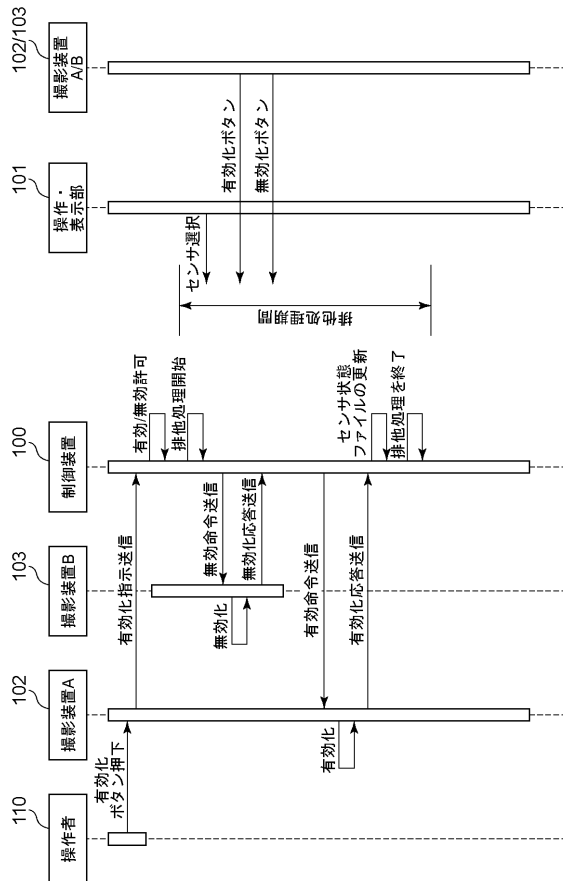 110
操作者
102
撮影装置A
103
撮影装置B
100
制御装置
101
操作・
表示部
102/103
撮影装置
A/B
有効化
ボタン押下
有効化指示送信
有効/無効許可
排他処理開始
センサ選択
無効命令送信
有効化ボタン
無効化
無効化応答送信
無効化ボタン
排他処理期間
有効命令送信
有効化
有効化応答送信
センサ状態
ファイルの更新
排他処理を終了